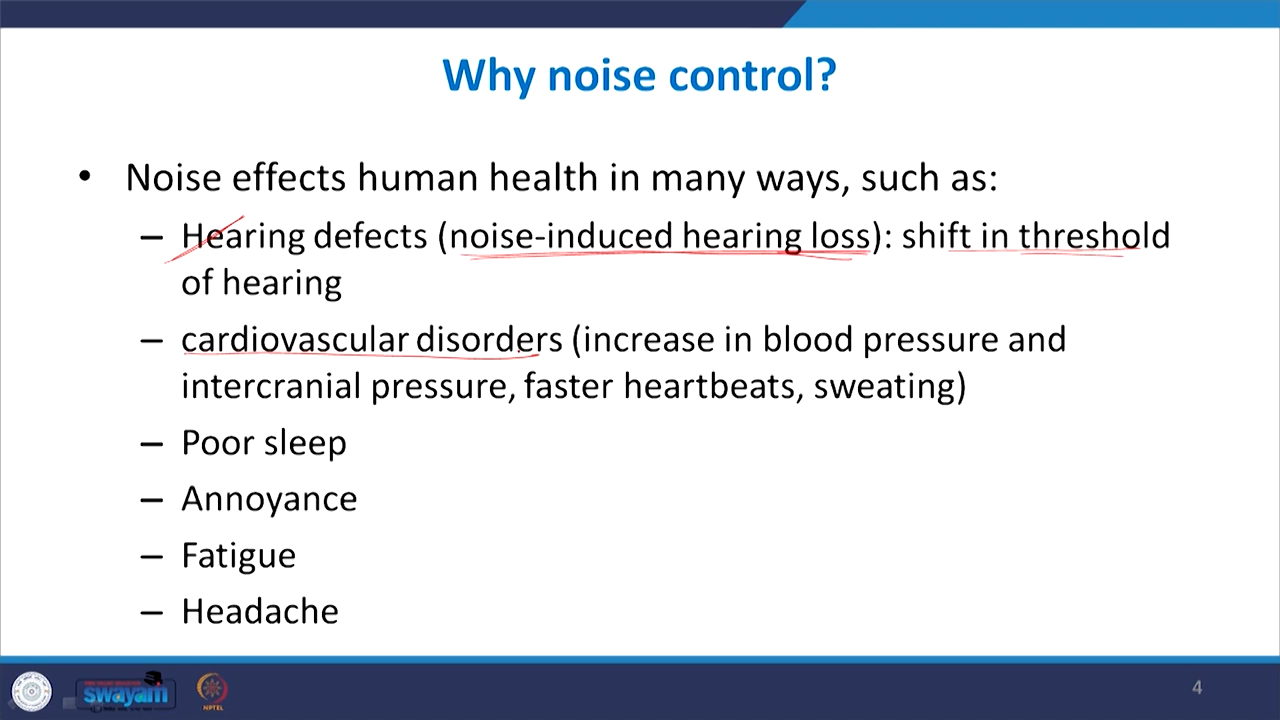 Why noise control?
• Noise effects human health in many ways, such as:
– Hearing defects (noise-induced hearing loss): shift in threshold
of hearing
– cardiovascular disorders (increase in blood pressure and
intercranial pressure, faster heartbeats, sweating)
– Poor sleep
– Annoyance
– Fatigue
– Headache
swayam
NPTEL
4